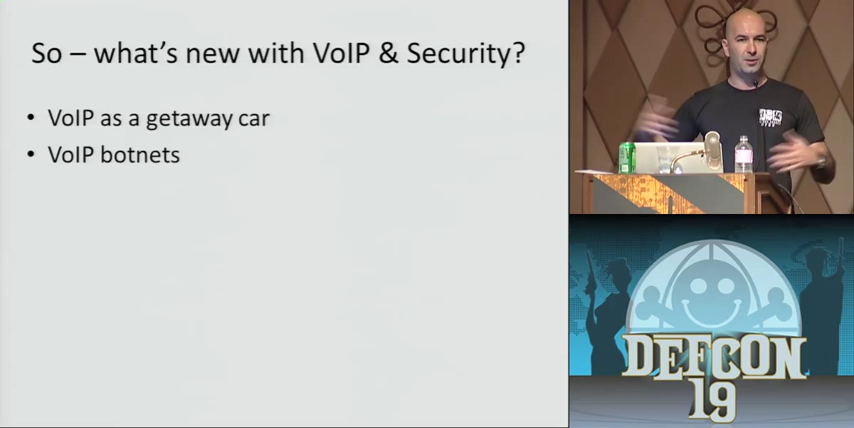 So – what's new with VoIP & Security?
• VoIP as a getaway car
• VoIP botnets
DEFCON
19